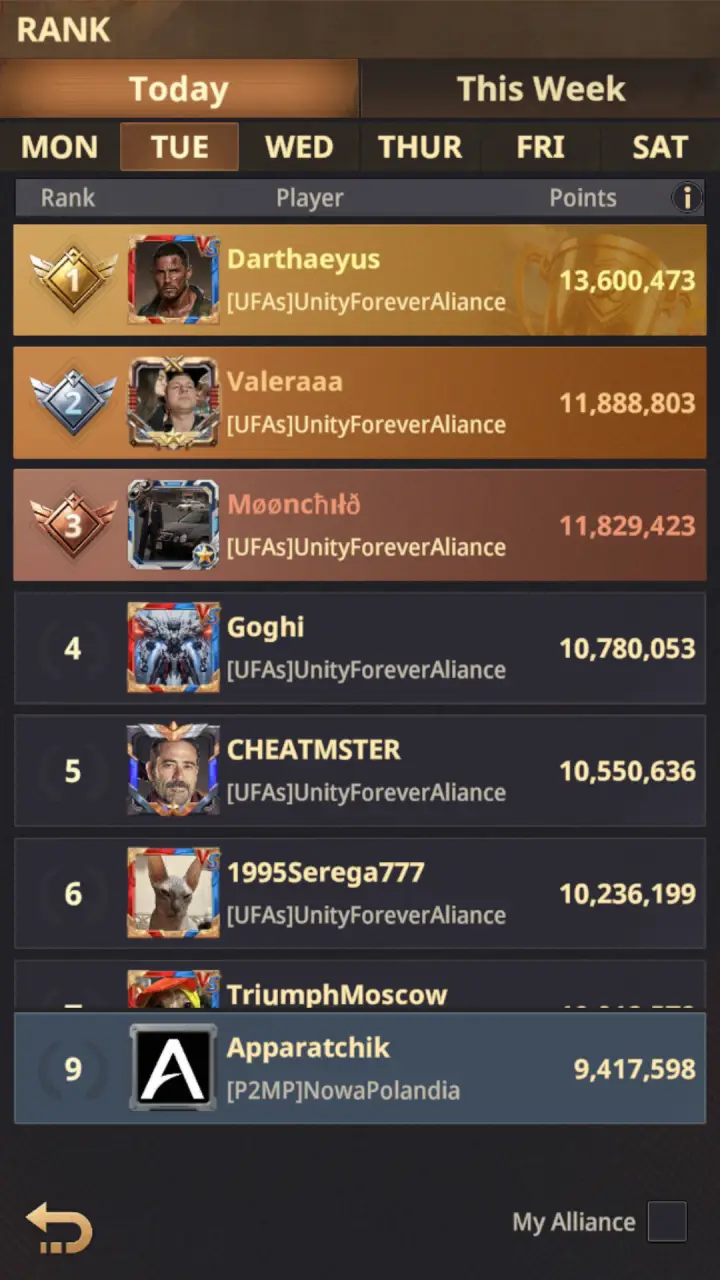 RANK
Today This Week
MON TUE WED THUR FRI SAT
Rank Player Points i
1 Darthaeyus 13,600,473
[UFAs]UnityForeverAliance
2 Valeraaa 11,888,803
[UFAs]UnityForeverAliance
3 Møøncħıłð 11,829,423
[UFAs]UnityForeverAliance
4 Goghi 10,780,053
[UFAs]UnityForeverAliance
5 CHEATMSTER 10,550,636
[UFAs]UnityForeverAliance
6 1995Serega777 10,236,199
[UFAs]UnityForeverAliance
TriumphMoscow
9 Apparatchik 9,417,598
[P2MP]NowaPolandia
My Alliance